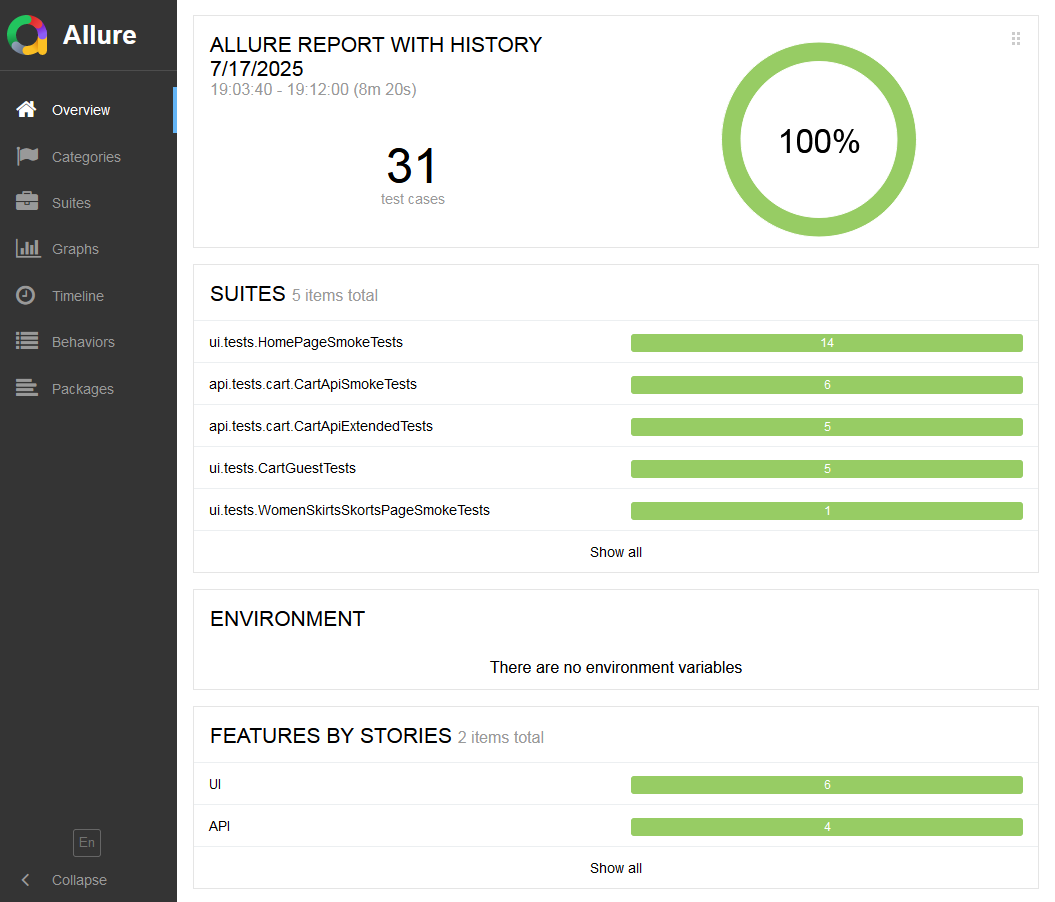 Allure
Overview
Categories
Suites
Graphs
Timeline
Behaviors
Packages
En
Collapse
ALLURE REPORT WITH HISTORY
7/17/2025
19:03:40 - 19:12:00 (8m 20s)
31
test cases
100%
SUITES 5 items total
ui.tests.HomePageSmokeTests 14
api.tests.cart.CartApiSmokeTests 6
api.tests.cart.CartApiExtendedTests 5
ui.tests.CartGuestTests 5
ui.tests.WomenSkirtsSkortsPageSmokeTests 1
Show all
ENVIRONMENT
There are no environment variables
FEATURES BY STORIES 2 items total
UI 6
API 4
Show all